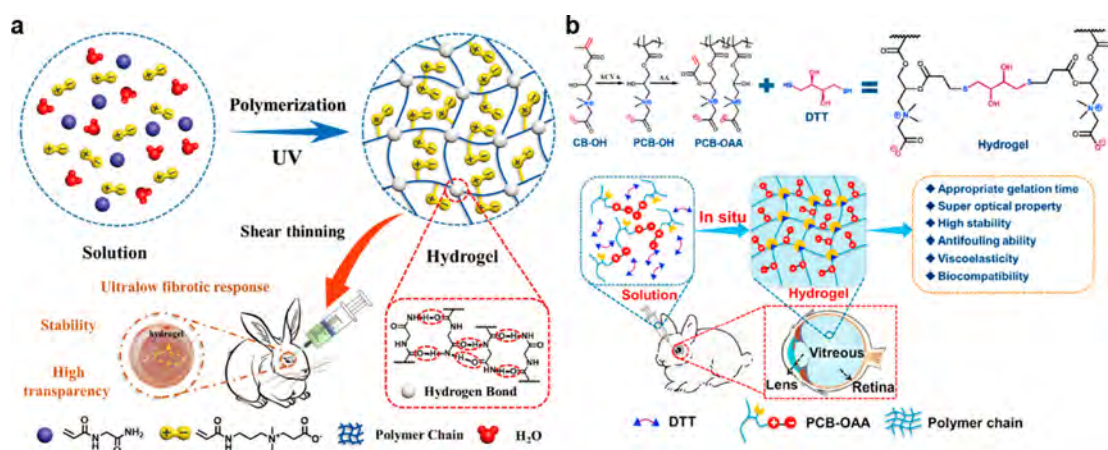 a
Polymerization
UV
Solution
Hydrogel
Shear thinning
Ultralow fibrotic response
Stability
High
transparency
hydrogel
Hydrogen Bond
NH₂
Polymer Chain
H₂O
b
ACVA
AA
CB-OH
PCB-OH
PCB-OAA
DTT
Hydrogel
In situ
Solution
Hydrogel
Appropriate gelation time
Super optical property
High stability
Antifouling ability
Viscoelasticity
Biocompatibility
Vitreous
Lens
Retina
DTT
PCB-OAA
Polymer chain